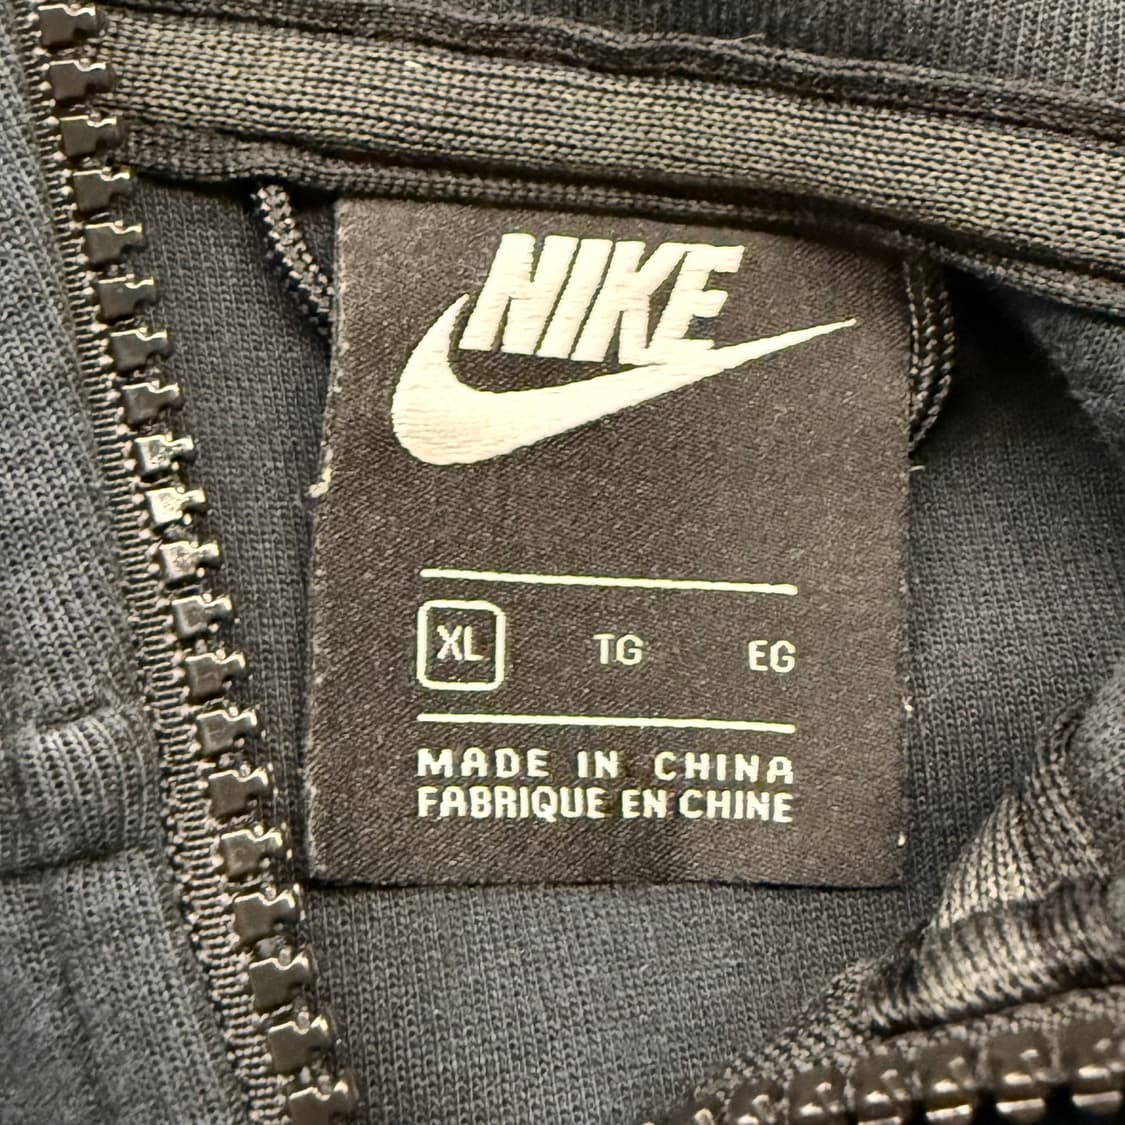 NIKE
XL TG EG
MADE IN CHINA
FABRIQUE EN CHINE